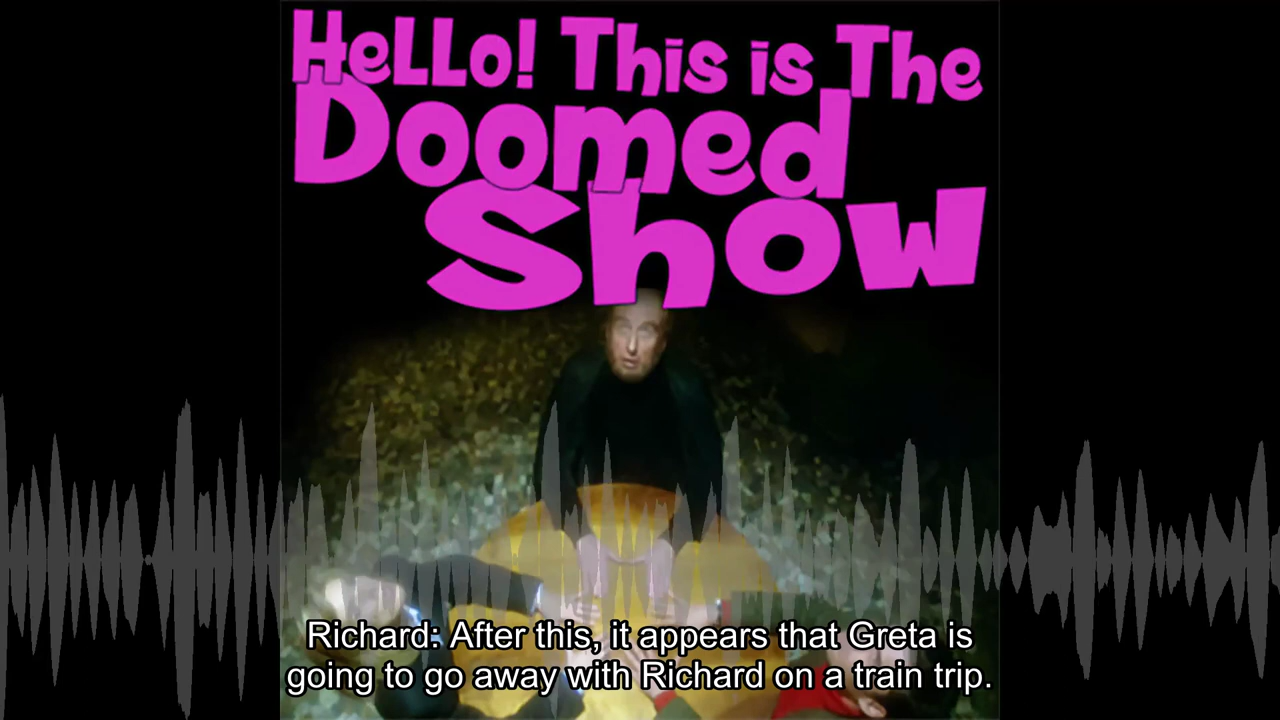 HeLLo! This is The
Doomed
Show
Richard: After this, it appears that Greta is
going to go away with Richard on a train trip.